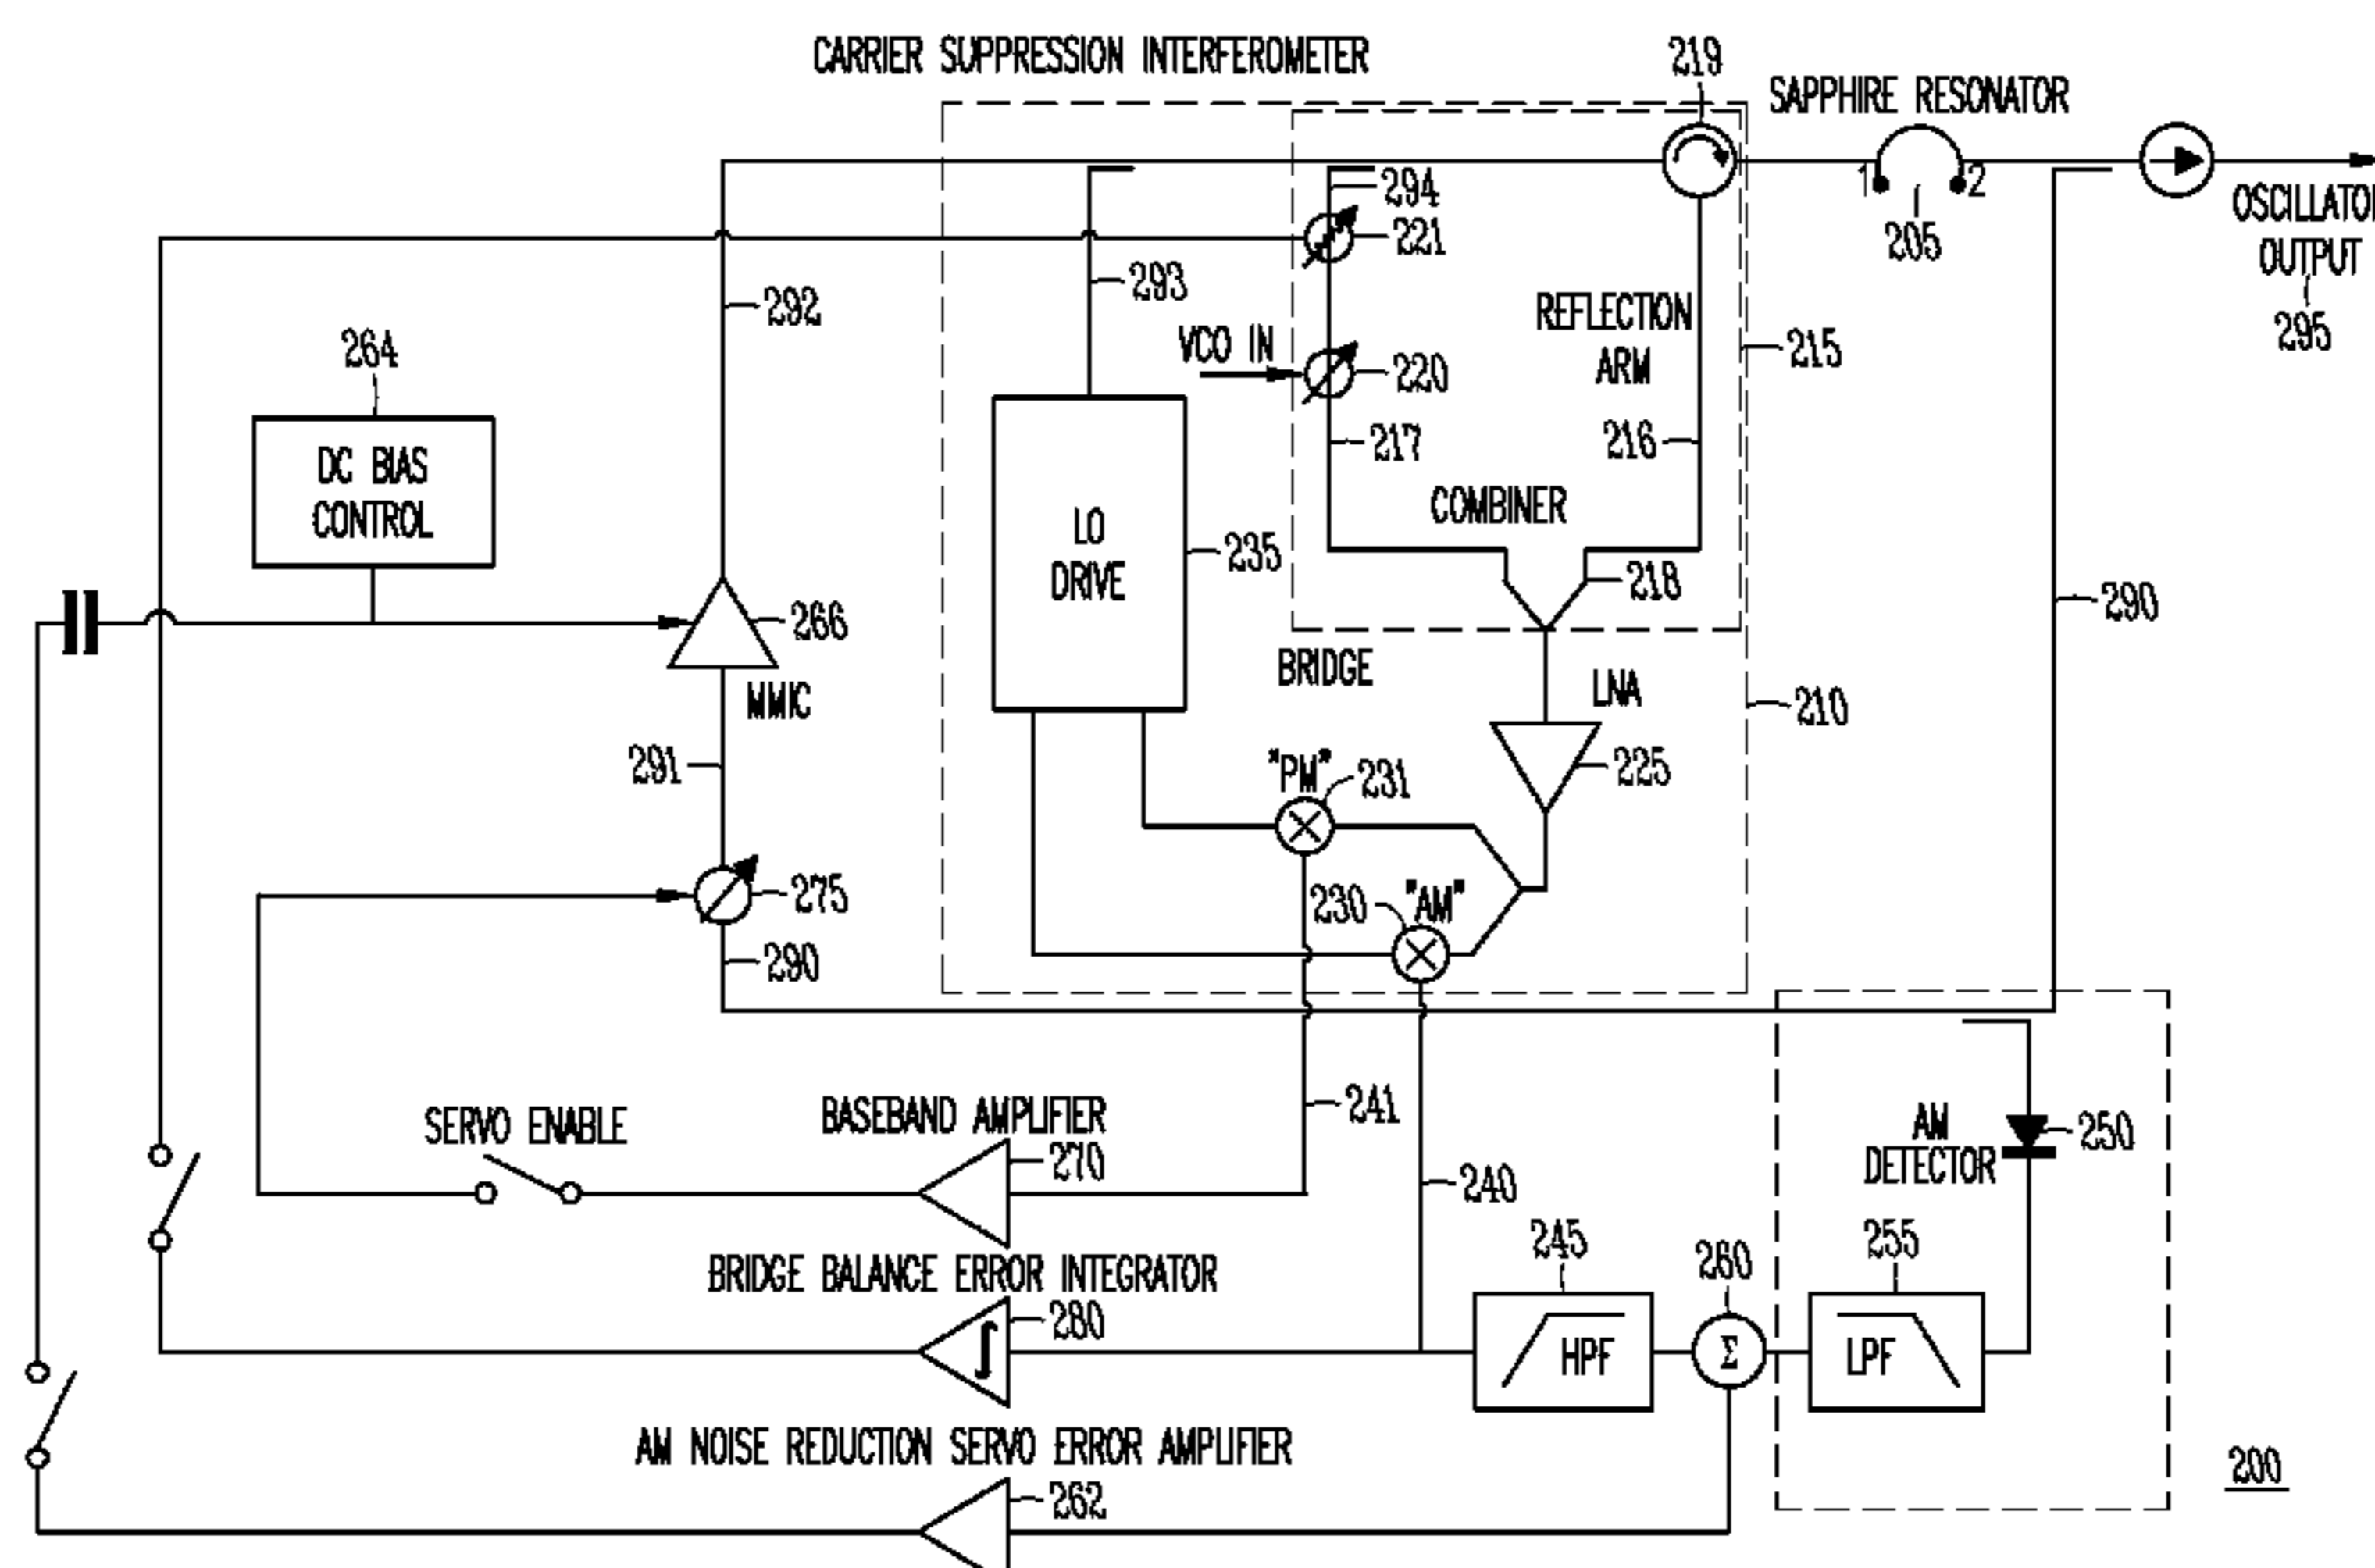 CARRIER SUPPRESSION INTERFEROMETER
219
SAPPHIRE RESONATOR
1
2
205
OSCILLATOR
OUTPUT
295
294
221
293
292
REFLECTION
ARM
215
264
VCO IN
220
DC BIAS
CONTROL
217
216
COMBINER
LO
DRIVE
235
218
290
266
BRIDGE
MMIC
LNA
210
291
"PM"
231
225
275
230
"AM"
290
SERVO ENABLE
BASEBAND AMPLIFIER
270
241
240
AM
DETECTOR
250
BRIDGE BALANCE ERROR INTEGRATOR
280
∫
245
HPF
260
Σ
255
LPF
AM NOISE REDUCTION SERVO ERROR AMPLIFIER
262
200